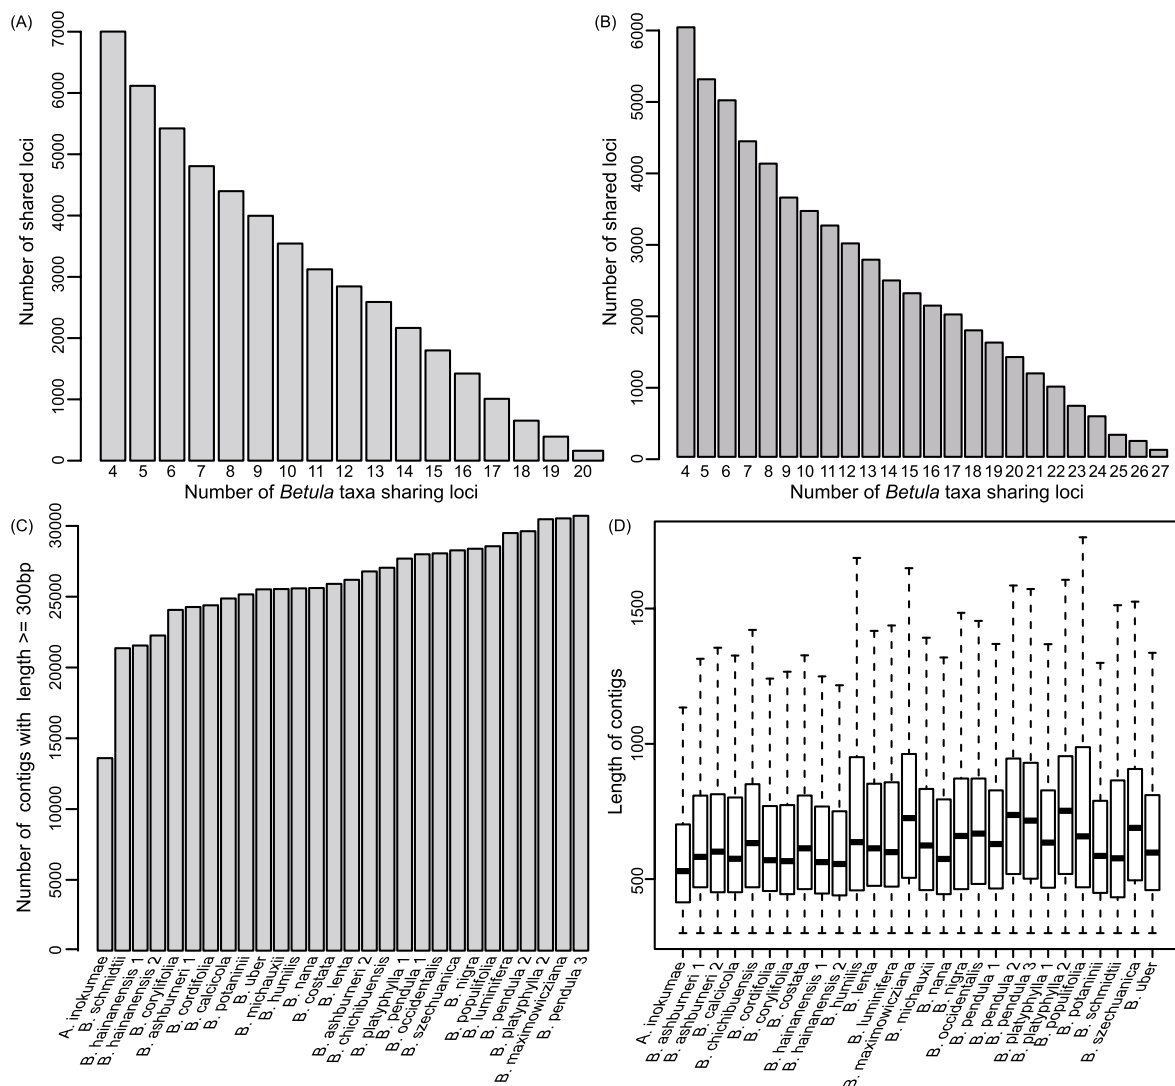 (A)
Number of shared loci
7000
6000
5000
4000
3000
2000
1000
0
4 5 6 7 8 9 10 11 12 13 14 15 16 17 18 19 20
Number of Betula taxa sharing loci
(B)
Number of shared loci
6000
5000
4000
3000
2000
1000
0
4 5 6 7 8 9 10 11 12 13 14 15 16 17 18 19 20 21 22 23 24 25 26 27
Number of Betula taxa sharing loci
(C)
Number of contigs with length >= 300bp
30000
25000
20000
15000
10000
5000
0
A. inokumae
B. schmidtii
B. hainanensis 1
B. hainanensis 2
B. corylifolia
B. ashburneri 1
B. cordifolia
B. calcicola
B. potaninii
B. uber
B. michauxii
B. humilis
B. nana
B. costata
B. lenta
B. ashburneri 2
B. chichibuensis
B. platyphylla 1
B. pendula 1
B. occidentalis
B. szechuanica
B. nigra
B. populifolia
B. luminifera
B. pendula 2
B. platyphylla 2
B. maximowicziana
B. pendula 3
(D)
Length of contigs
1500
1000
500
A. inokumae
B. ashburneri 1
B. ashburneri 2
B. calcicola
B. chichibuensis
B. cordifolia
B. corylifolia
B. costata
B. hainanensis 1
B. hainanensis 2
B. humilis
B. lenta
B. luminifera
B. maximowicziana
B. michauxii
B. nana
B. nigra
B. occidentalis
B. pendula 1
B. pendula 2
B. pendula 3
B. platyphylla 1
B. platyphylla 2
B. populifolia
B. potaninii
B. schmidtii
B. szechuanica
B. uber